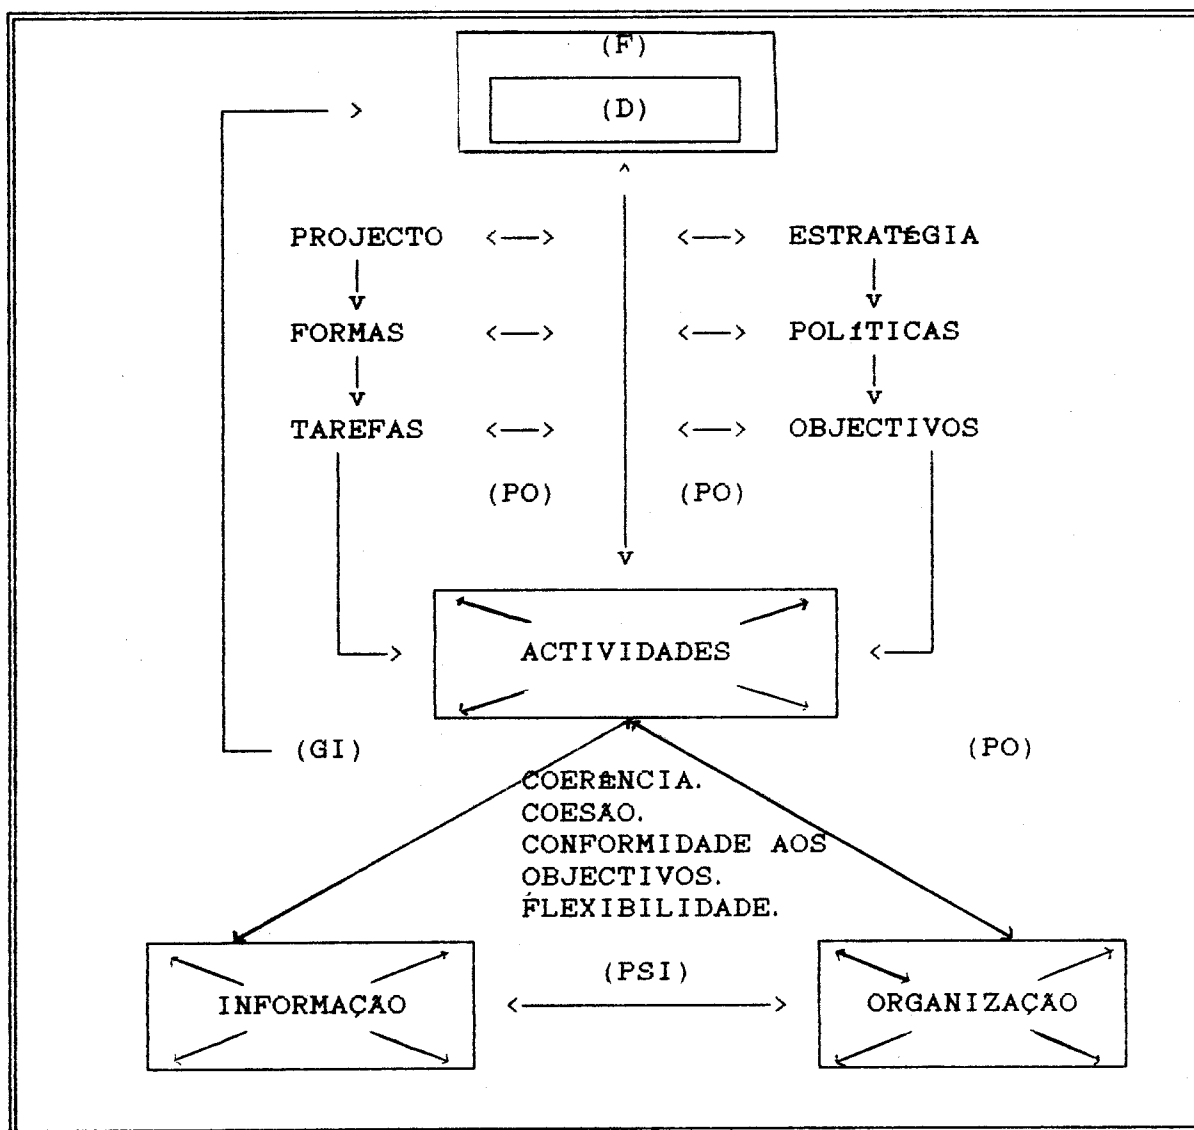 (F)
(D)
>
^
PROJECTO <—> <—> ESTRATÉGIA
v v
FORMAS <—> <—> POLíTICAS
v v
TAREFAS <—> <—> OBJECTIVOS
(PO) (PO)
v
> ACTIVIDADES <
(GI) (PO)
COERÊNCIA.
COESÃO.
CONFORMIDADE AOS
OBJECTIVOS.
FLEXIBILIDADE.
(PSI)
INFORMAÇÃO < > ORGANIZAÇÃO